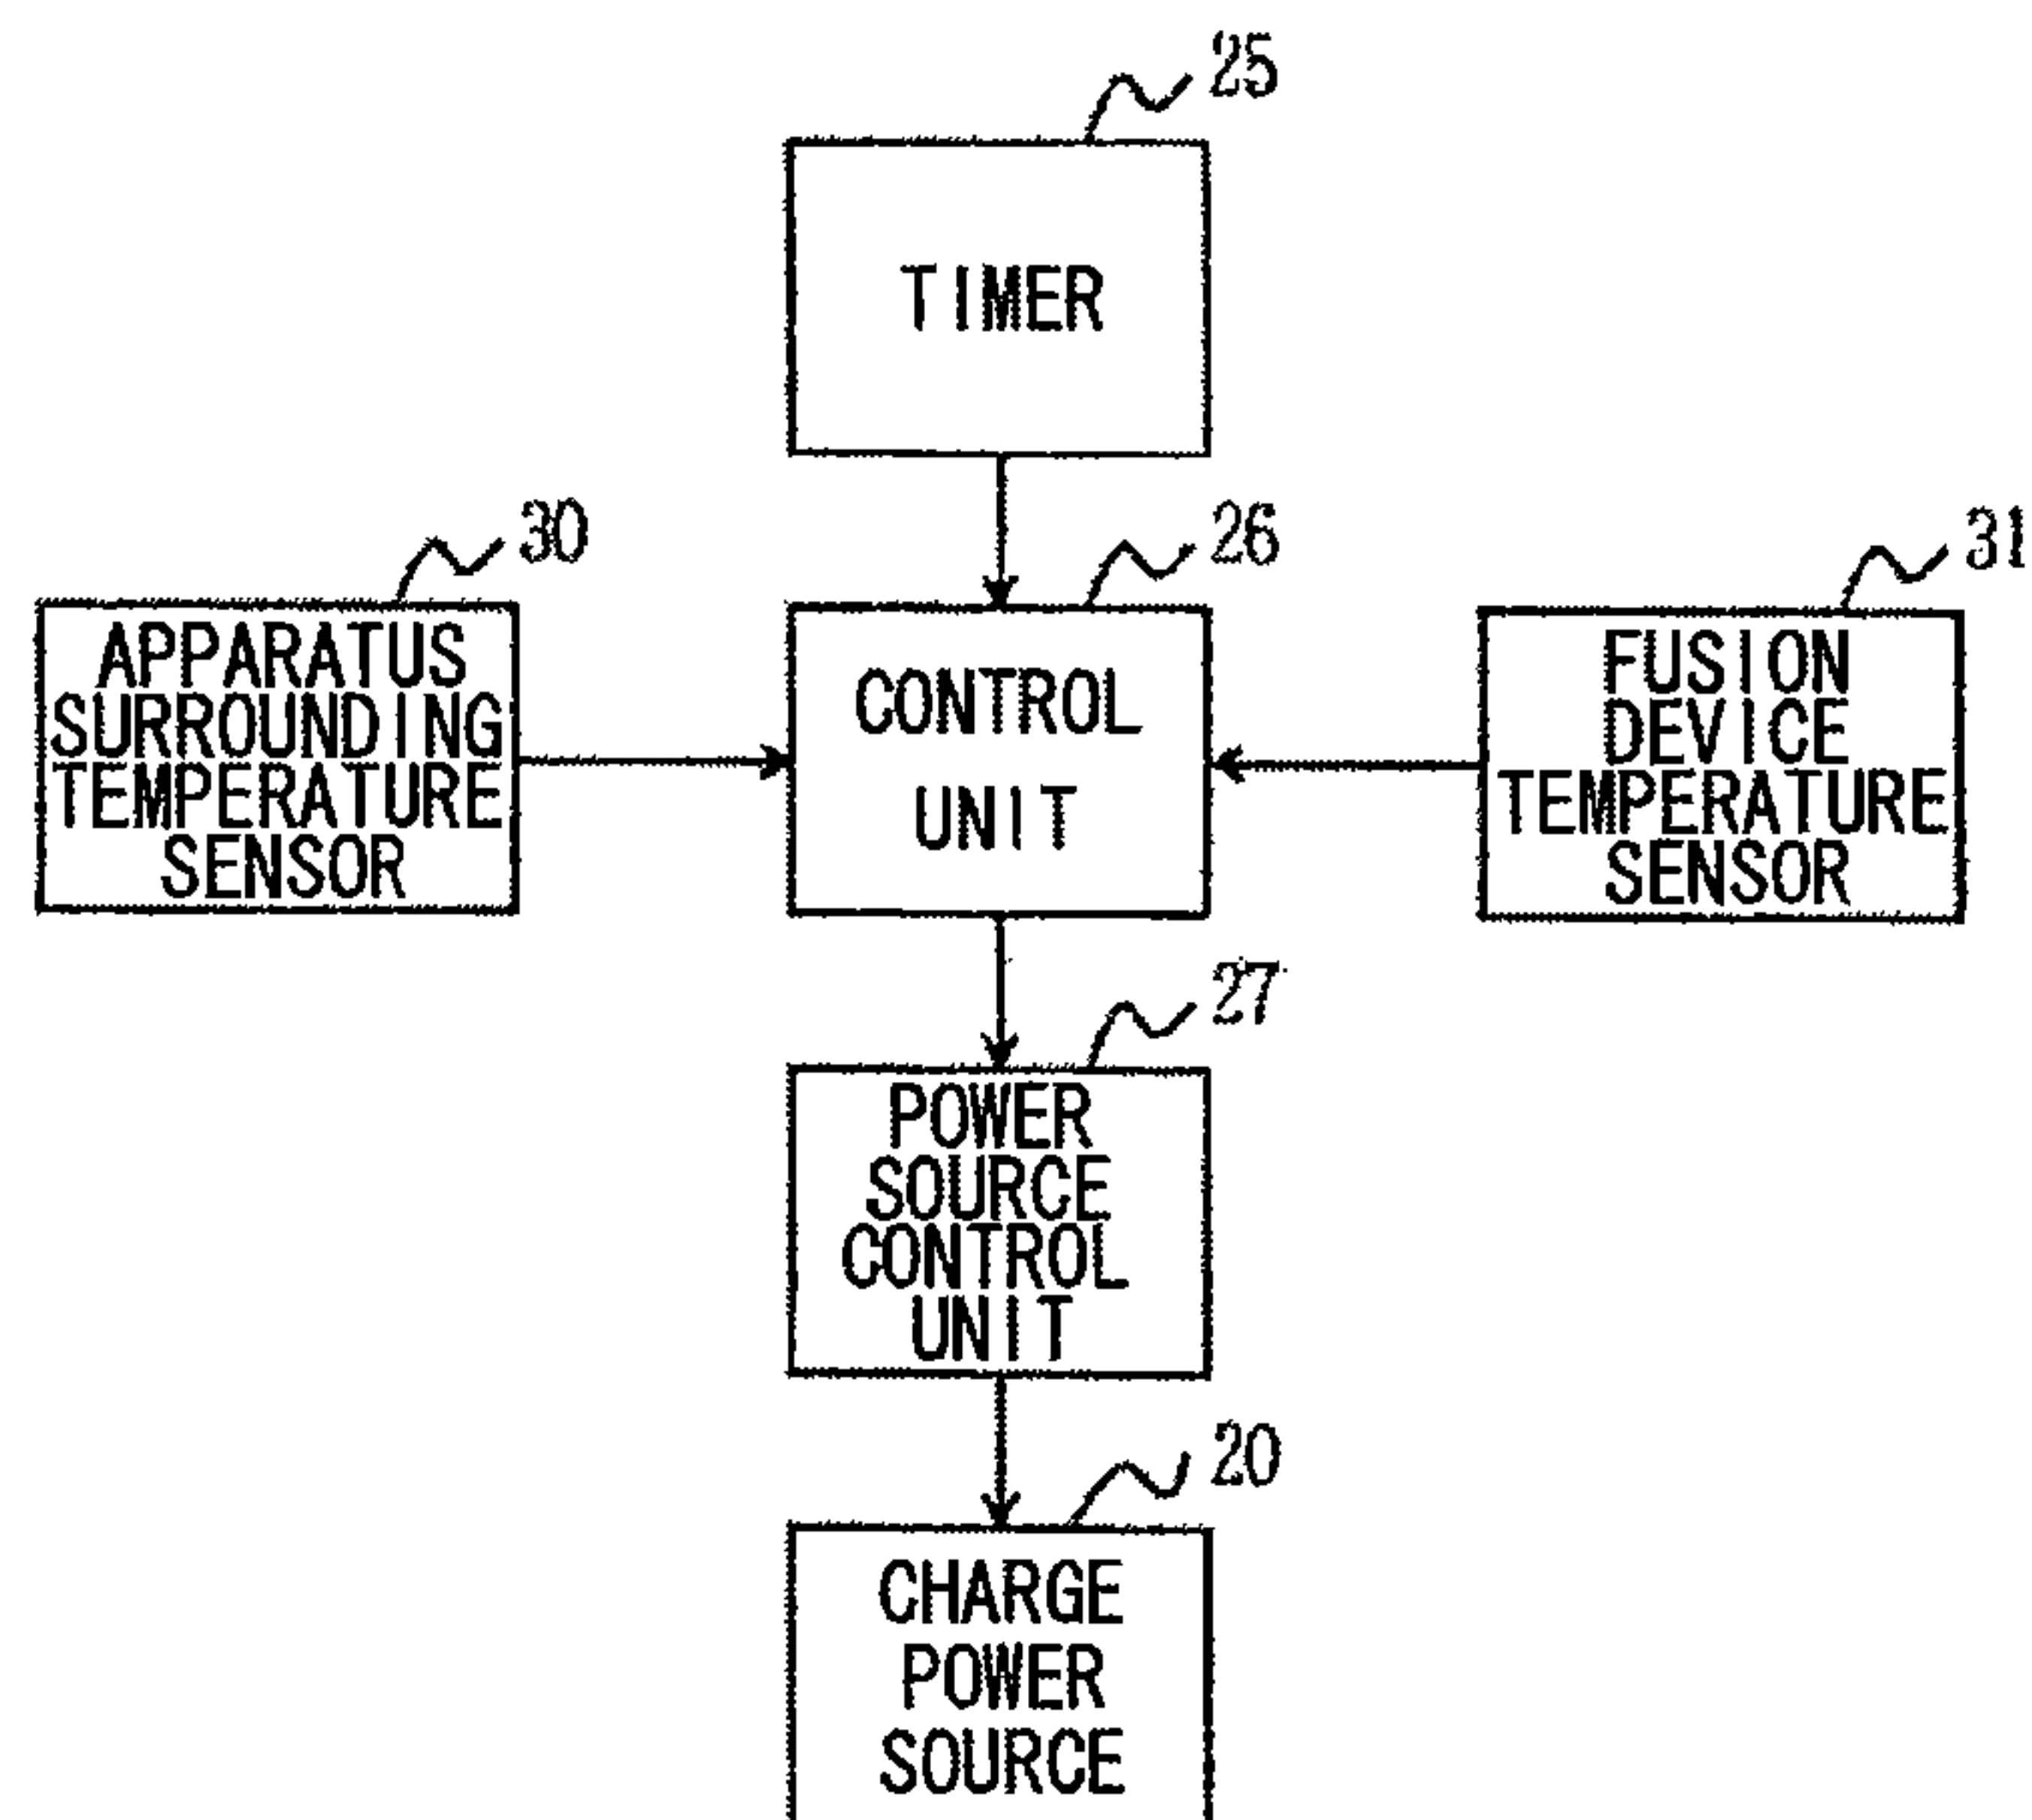 25
TIMER
30
26
31
APPARATUS
SURROUNDING
TEMPERATURE
SENSOR
CONTROL
UNIT
FUSION
DEVICE
TEMPERATURE
SENSOR
27
POWER
SOURCE
CONTROL
UNIT
20
CHARGE
POWER
SOURCE